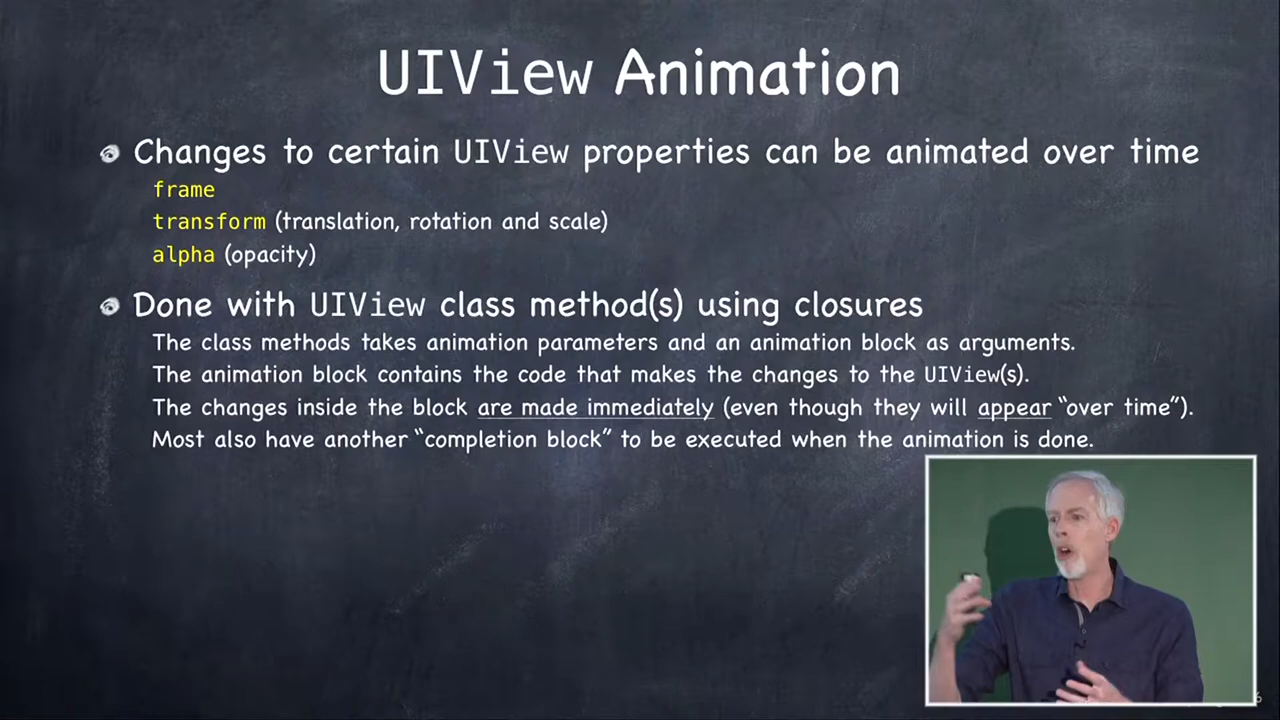 UIView Animation
Changes to certain UIView properties can be animated over time
frame
transform (translation, rotation and scale)
alpha (opacity)
Done with UIView class method(s) using closures
The class methods takes animation parameters and an animation block as arguments.
The animation block contains the code that makes the changes to the UIView(s).
The changes inside the block are made immediately (even though they will appear “over time”).
Most also have another “completion block” to be executed when the animation is done.